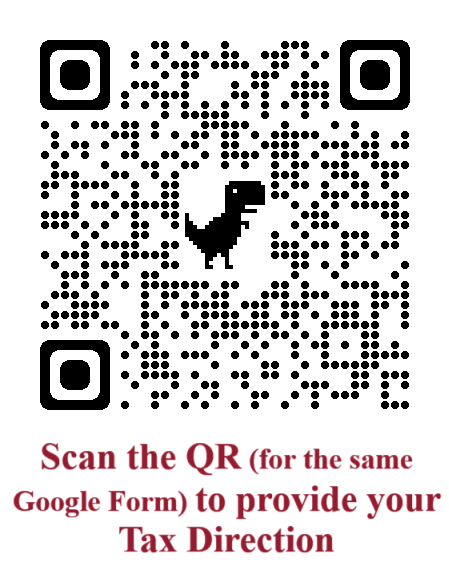 Scan the QR (for the same
Google Form) to provide your
Tax Direction